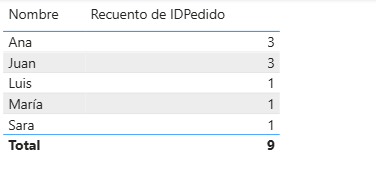 Nombre Recuento de IDPedido
Ana 3
Juan 3
Luis 1
María 1
Sara 1
Total 9